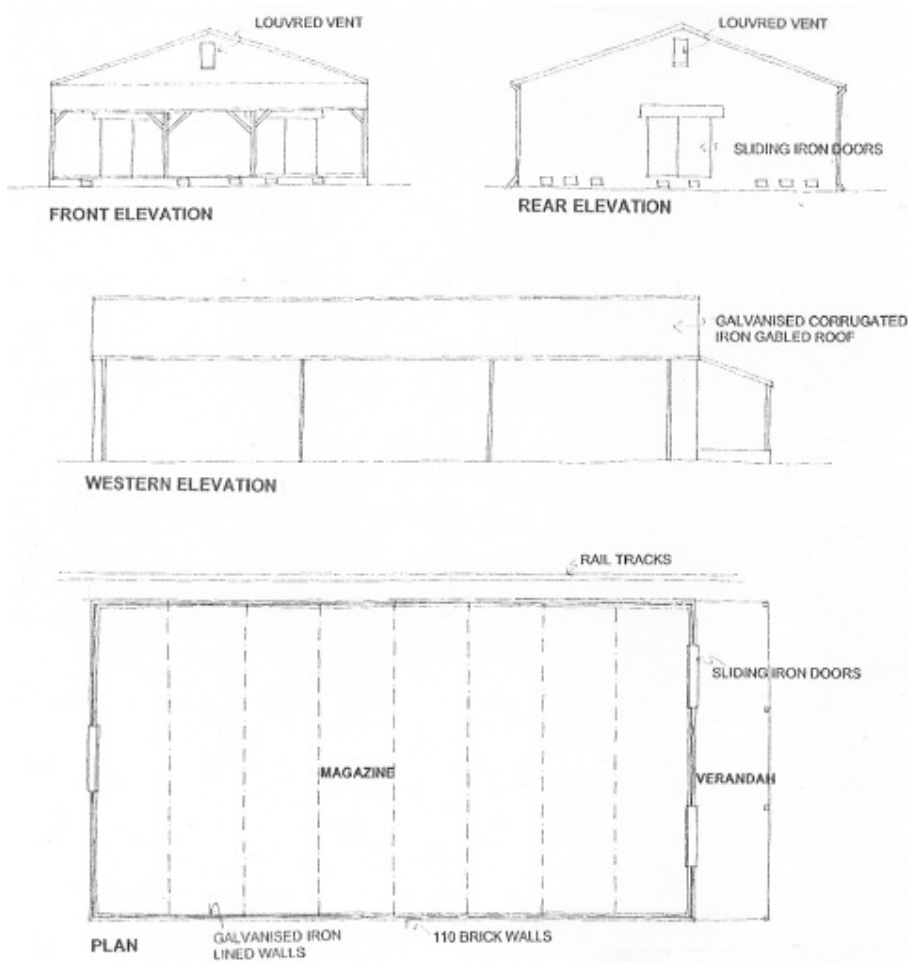 LOUVRED VENT
LOUVRED VENT
SLIDING IRON DOORS
FRONT ELEVATION
REAR ELEVATION
GALVANISED CORRUGATED
IRON GABLED ROOF
WESTERN ELEVATION
RAIL TRACKS
SLIDING IRON DOORS
MAGAZINE
VERANDAH
PLAN
GALVANISED IRON
LINED WALLS
110 BRICK WALLS